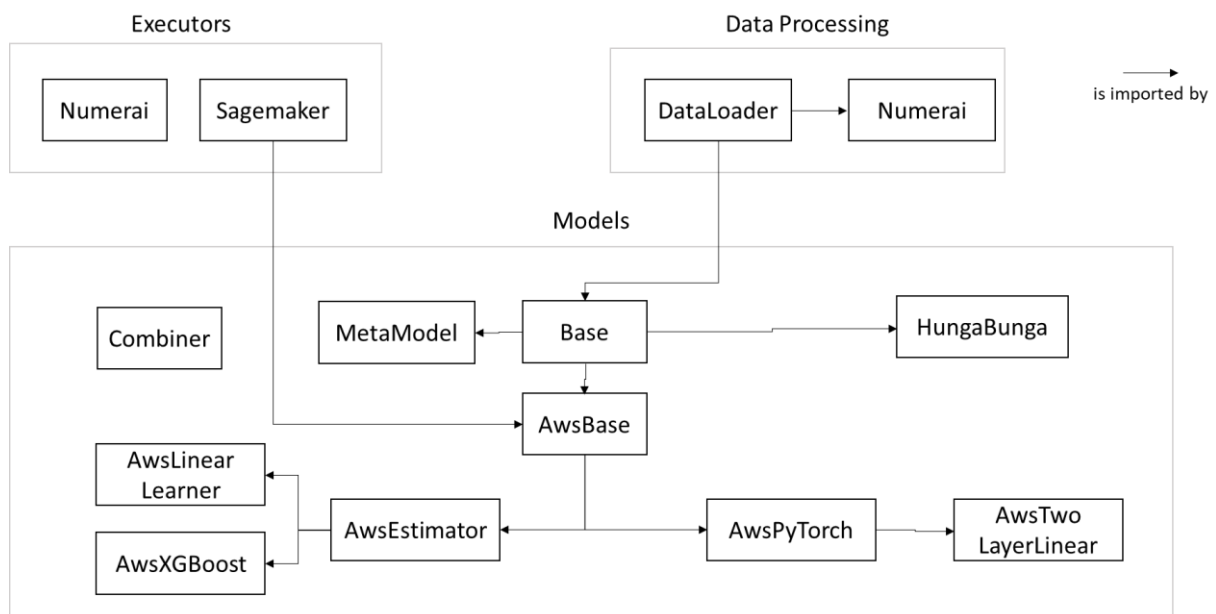 Executors
Data Processing
Numerai
Sagemaker
DataLoader
Numerai
is imported by
Models
Combiner
MetaModel
Base
HungaBunga
AwsBase
AwsLinear
Learner
AwsEstimator
AwsPyTorch
AwsTwo
LayerLinear
AwsXGBoost